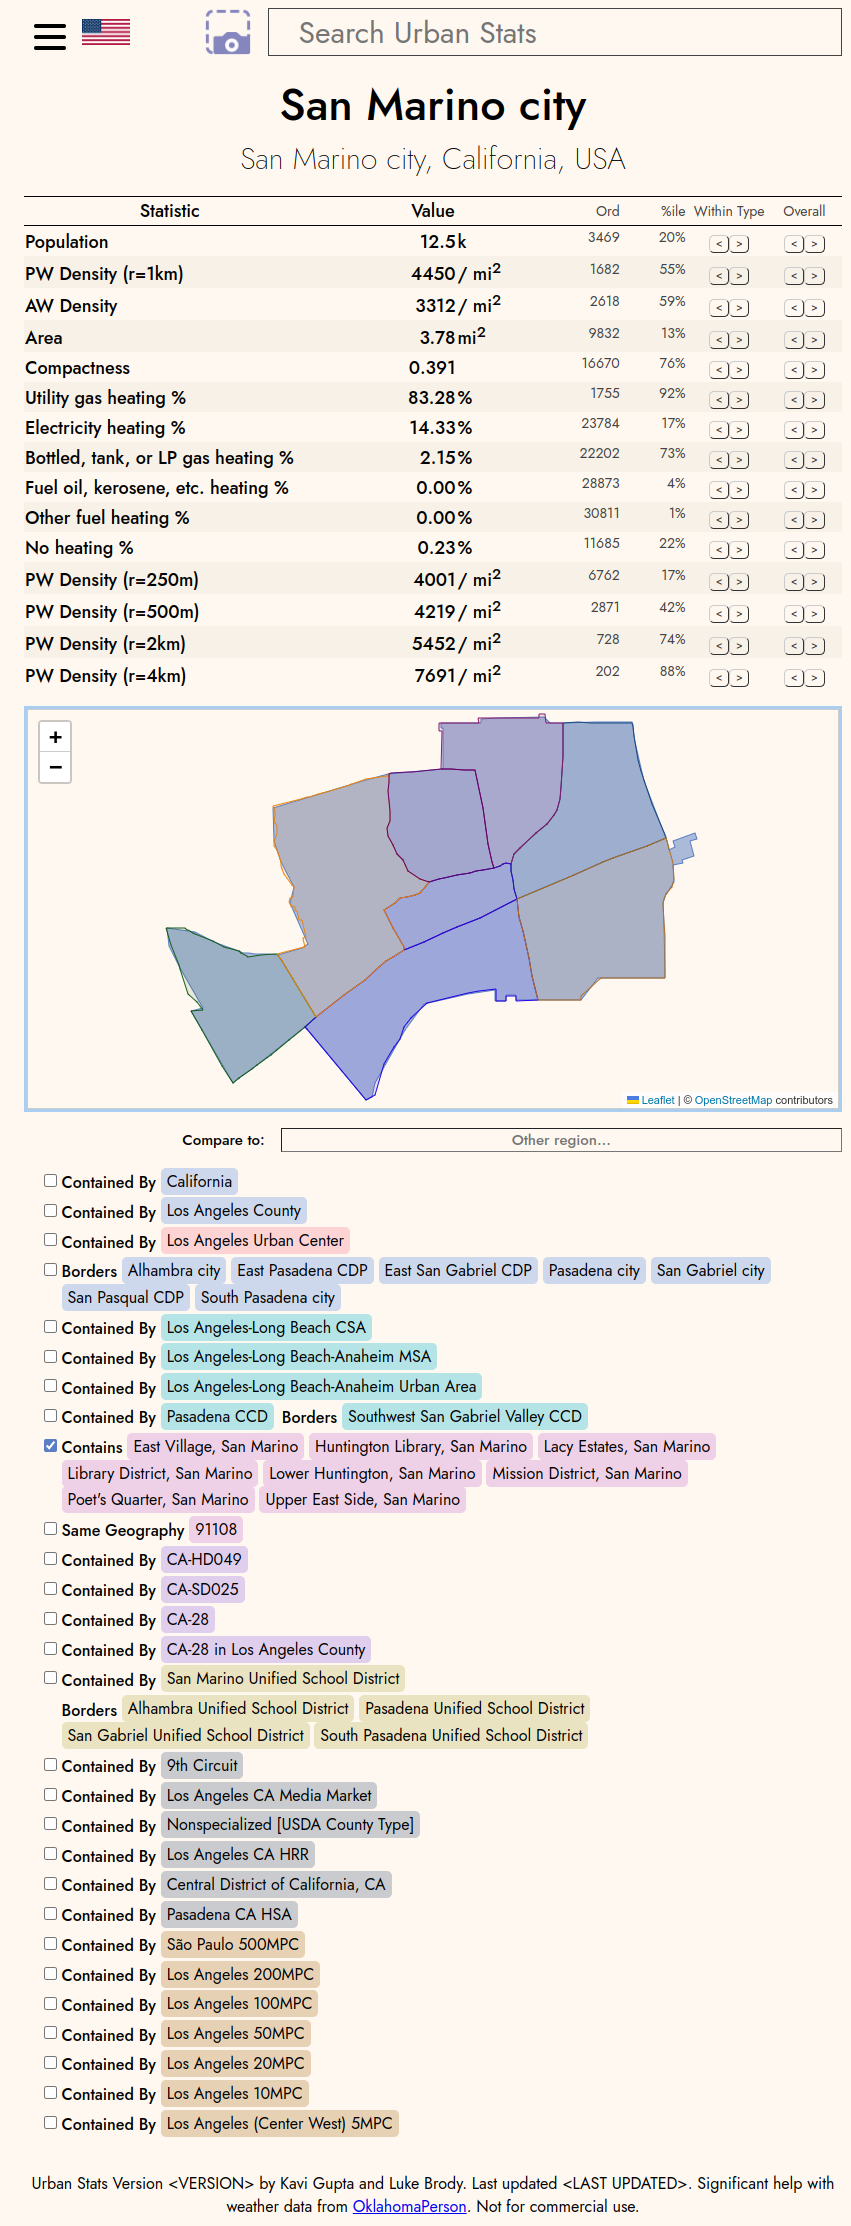 Search Urban Stats
San Marino city
San Marino city, California, USA
Statistic Value Ord %ile Within Type Overall
Population 12.5k 3469 20% < > < >
PW Density (r=1km) 4450 / mi² 1682 55% < > < >
AW Density 3312 / mi² 2618 59% < > < >
Area 3.78 mi² 9832 13% < > < >
Compactness 0.391 16670 76% < > < >
Utility gas heating % 83.28% 1755 92% < > < >
Electricity heating % 14.33% 23784 17% < > < >
Bottled, tank, or LP gas heating % 2.15% 22202 73% < > < >
Fuel oil, kerosene, etc. heating % 0.00% 28873 4% < > < >
Other fuel heating % 0.00% 30811 1% < > < >
No heating % 0.23% 11685 22% < > < >
PW Density (r=250m) 4001 / mi² 6762 17% < > < >
PW Density (r=500m) 4219 / mi² 2871 42% < > < >
PW Density (r=2km) 5452 / mi² 728 74% < > < >
PW Density (r=4km) 7691 / mi² 202 88% < > < >
+
−
Leaflet | © OpenStreetMap contributors
Compare to: Other region...
Contained By California
Contained By Los Angeles County
Contained By Los Angeles Urban Center
Borders Alhambra city East Pasadena CDP East San Gabriel CDP Pasadena city San Gabriel city
San Pasqual CDP South Pasadena city
Contained By Los Angeles-Long Beach CSA
Contained By Los Angeles-Long Beach-Anaheim MSA
Contained By Los Angeles-Long Beach-Anaheim Urban Area
Contained By Pasadena CCD Borders Southwest San Gabriel Valley CCD
Contains East Village, San Marino Huntington Library, San Marino Lacy Estates, San Marino
Library District, San Marino Lower Huntington, San Marino Mission District, San Marino
Poet's Quarter, San Marino Upper East Side, San Marino
Same Geography 91108
Contained By CA-HD049
Contained By CA-SD025
Contained By CA-28
Contained By CA-28 in Los Angeles County
Contained By San Marino Unified School District
Borders Alhambra Unified School District Pasadena Unified School District
San Gabriel Unified School District South Pasadena Unified School District
Contained By 9th Circuit
Contained By Los Angeles CA Media Market
Contained By Nonspecialized [USDA County Type]
Contained By Los Angeles CA HRR
Contained By Central District of California, CA
Contained By Pasadena CA HSA
Contained By São Paulo 500MPC
Contained By Los Angeles 200MPC
Contained By Los Angeles 100MPC
Contained By Los Angeles 50MPC
Contained By Los Angeles 20MPC
Contained By Los Angeles 10MPC
Contained By Los Angeles (Center West) 5MPC
Urban Stats Version <VERSION> by Kavi Gupta and Luke Brody. Last updated <LAST UPDATED>. Significant help with
weather data from OklahomaPerson. Not for commercial use.